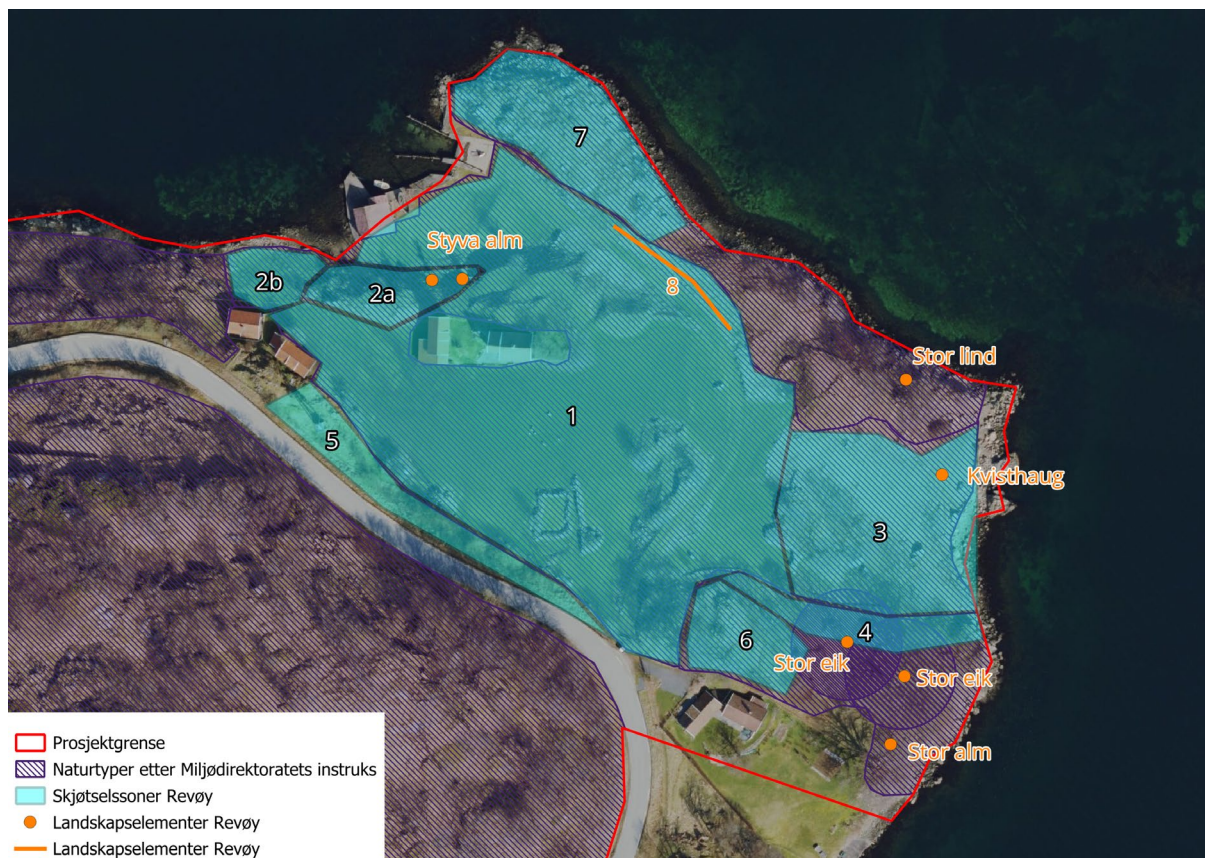 7
Styva alm
2b
2a
8
Stor lind
1
5
Kvisthaug
3
6
4
Stor eik
Stor eik
Stor alm
Prosjektgrense
Naturtyper etter Miljødirektoratets instruks
Skjøtselssoner Revøy
Landskapselementer Revøy
Landskapselementer Revøy